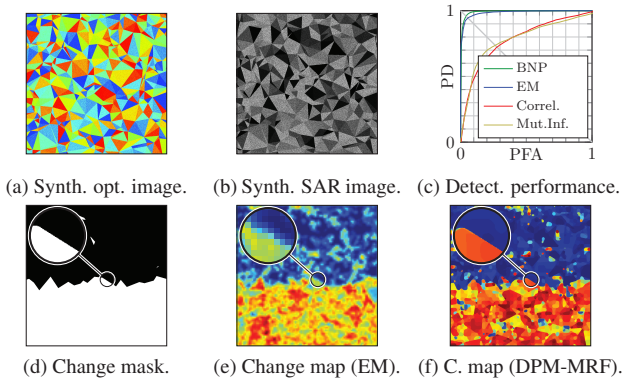 1
PD
0
0
PFA
1
BNP
EM
Correl.
Mut.Inf.
(a) Synth. opt. image.
(b) Synth. SAR image.
(c) Detect. performance.
(d) Change mask.
(e) Change map (EM).
(f) C. map (DPM-MRF).